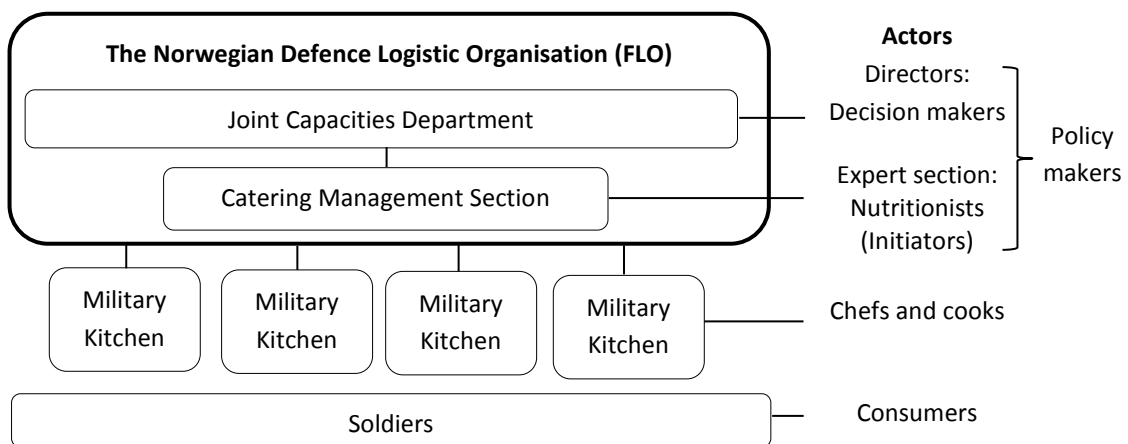 The Norwegian Defence Logistic Organisation (FLO)
Joint Capacities Department
Catering Management Section
Military
Kitchen
Military
Kitchen
Military
Kitchen
Military
Kitchen
Soldiers
Actors
Directors:
Decision makers
Expert section:
Nutritionists
(Initiators)
Policy
makers
Chefs and cooks
Consumers